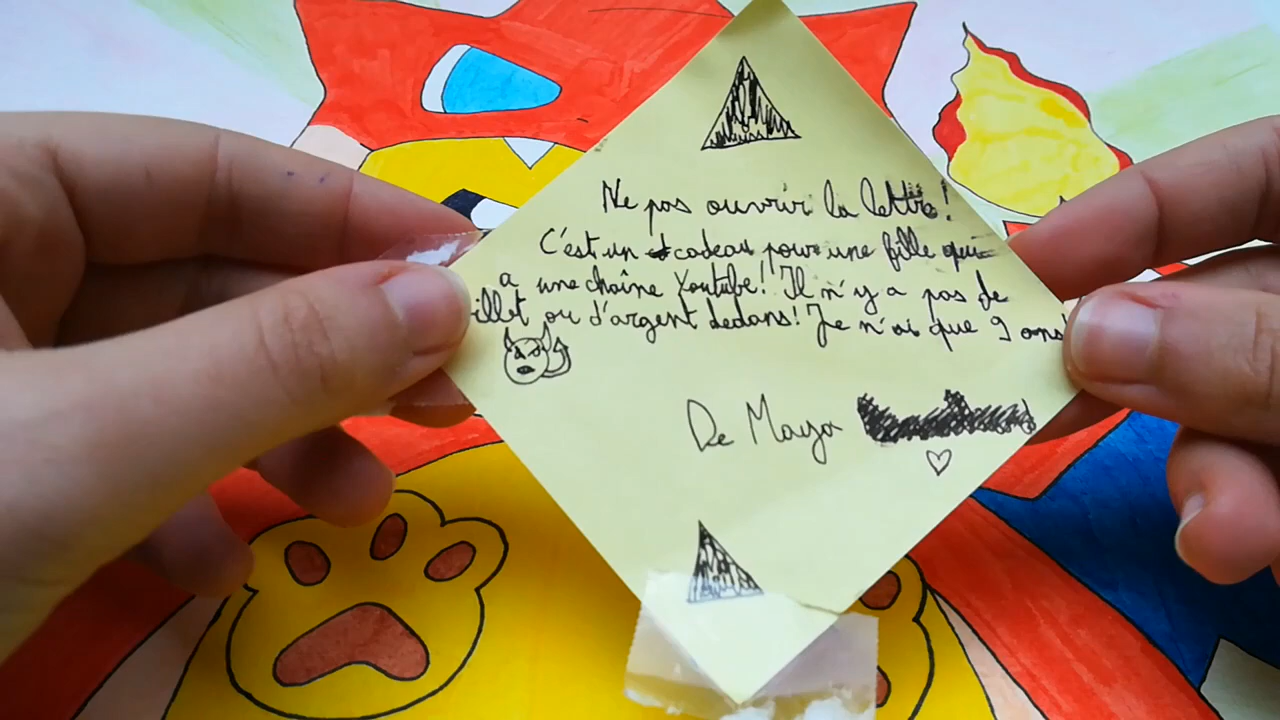 Ne pas ouvrir la lettre!
C'est un cadeau pour une fille qui
a une chaîne Youtube! Il n'y a pas de
illet ou d'argent dedans! Je n'ai que 9 ans!
De Maya